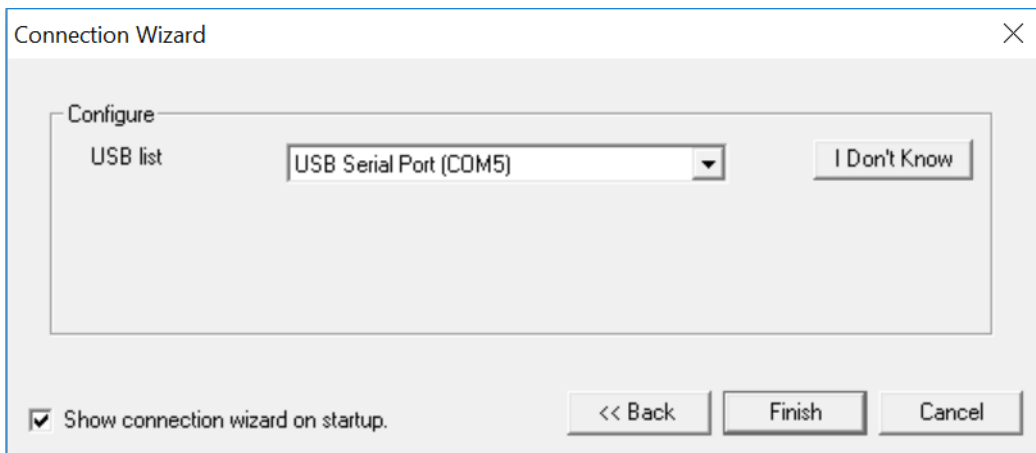 Connection Wizard
Configure
USB list
USB Serial Port (COM5)
I Don't Know
Show connection wizard on startup.
<< Back
Finish
Cancel